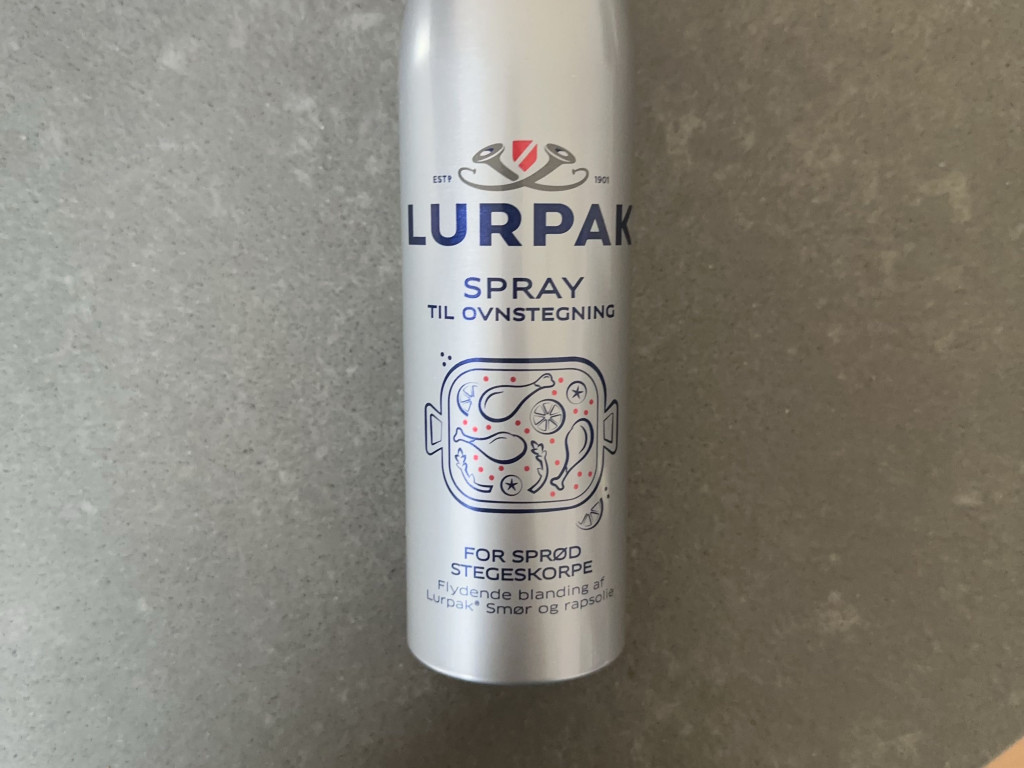 ESTD 1901
LURPAK
SPRAY
TIL OVNSTEGNING
FOR SPRØD
STEGESKORPE
Flydende blanding af
Lurpak® Smør og rapsolie